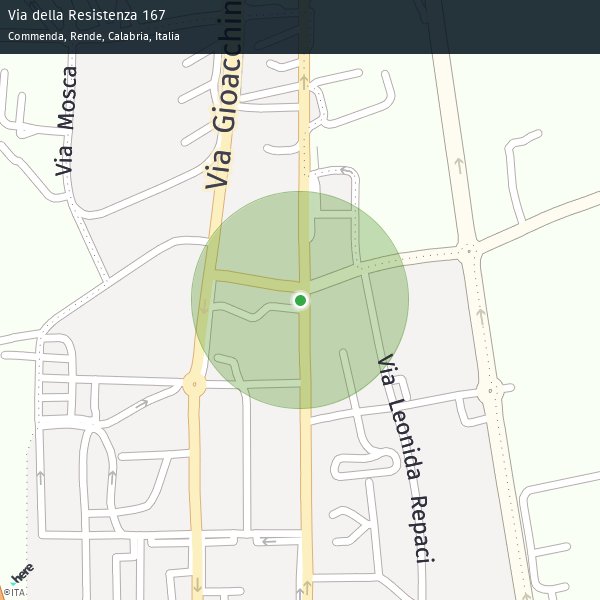 Via della Resistenza 167
Commenda, Rende, Calabria, Italia
Via Mosca
Via Gioacchin
Via Leonida Repaci
here
©ITA